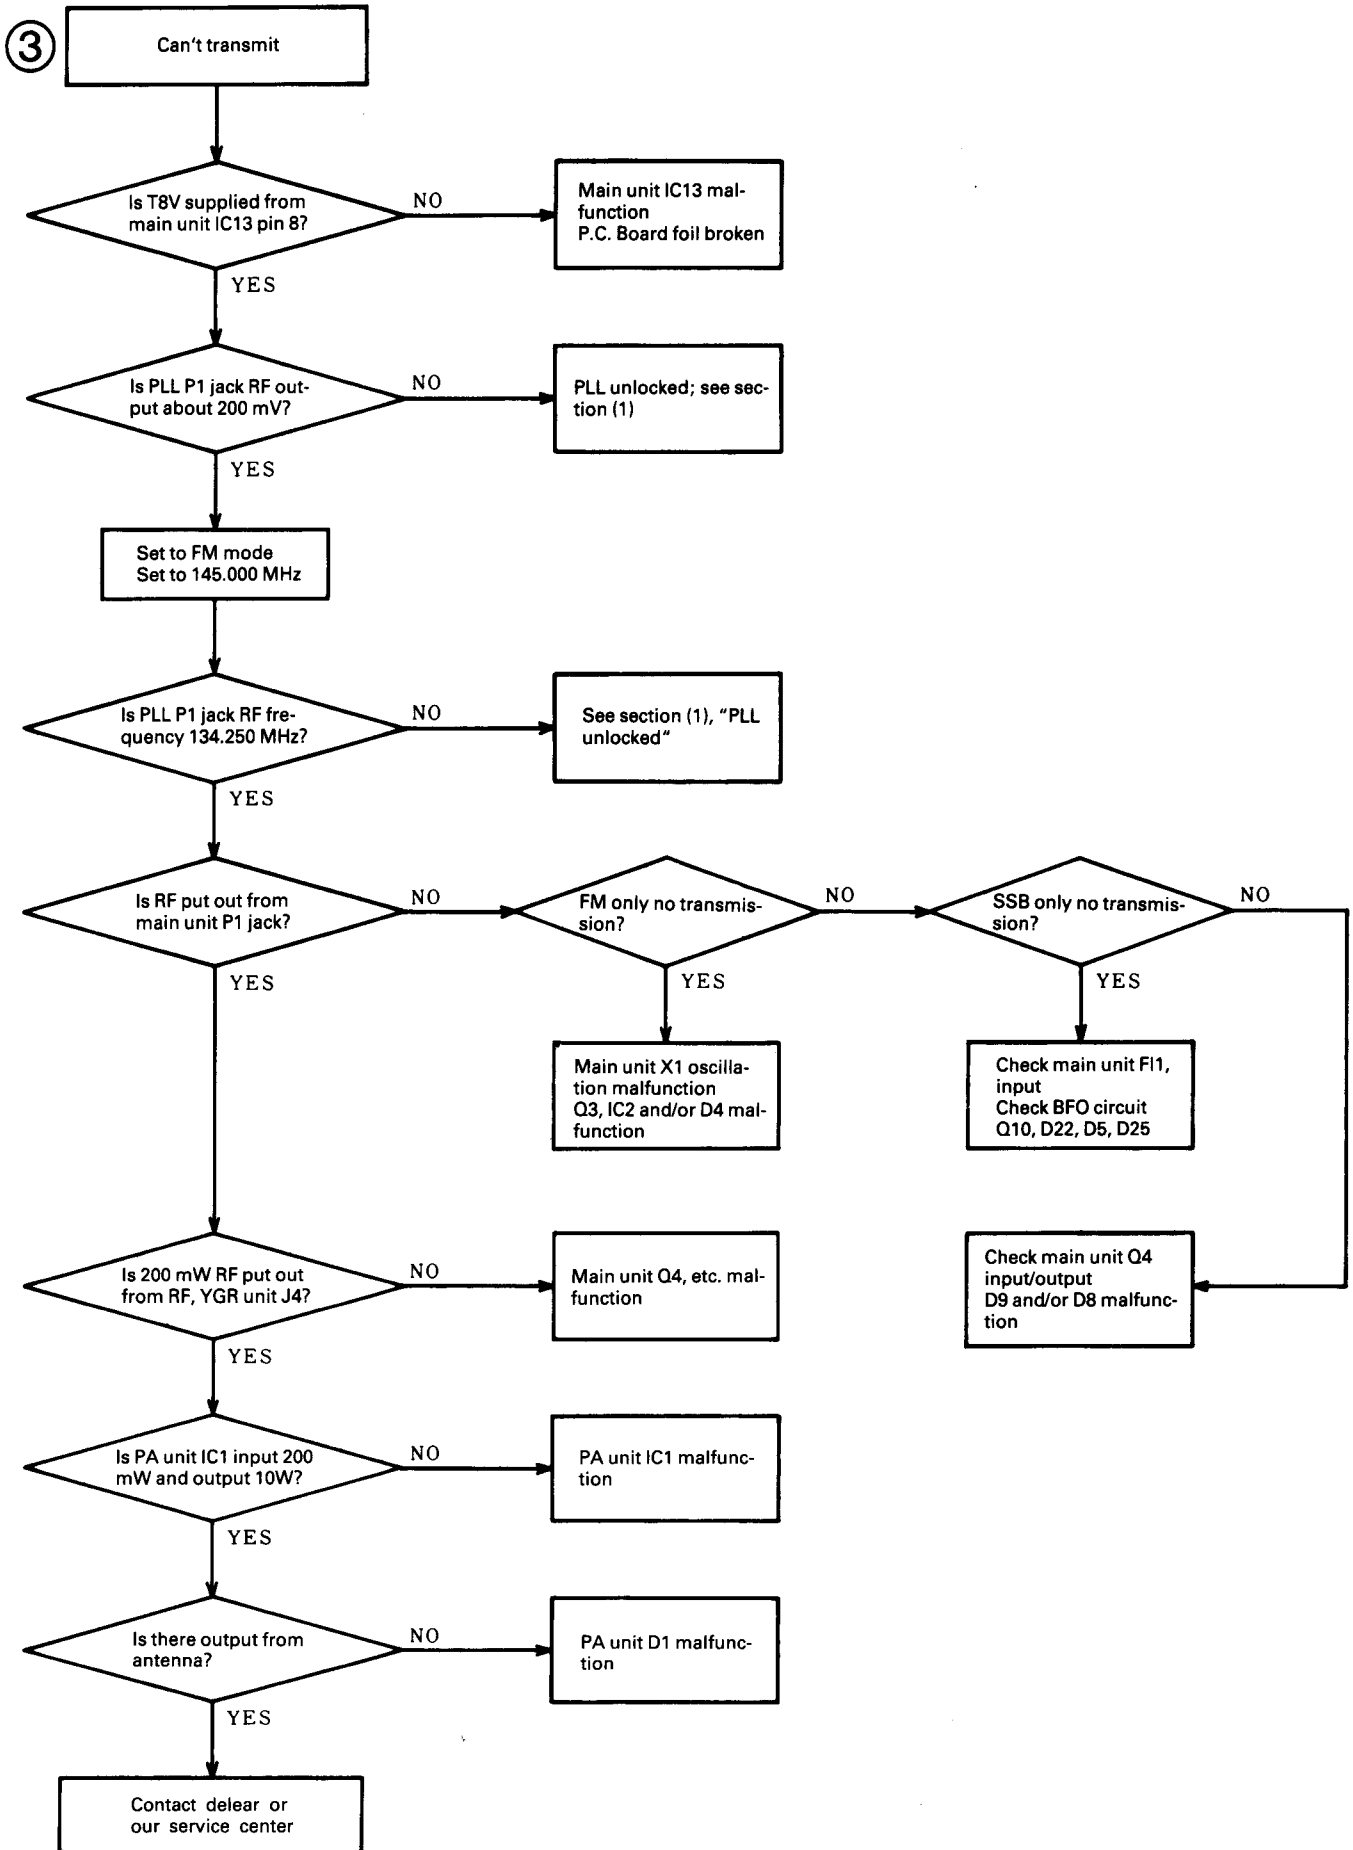 3
Can't transmit
Is T8V supplied from
main unit IC13 pin 8?
NO
Main unit IC13 mal-
function
P.C. Board foil broken
YES
Is PLL P1 jack RF out-
put about 200 mV?
NO
PLL unlocked; see sec-
tion (1)
YES
Set to FM mode
Set to 145.000 MHz
Is PLL P1 jack RF fre-
quency 134.250 MHz?
NO
See section (1), "PLL
unlocked"
YES
Is RF put out from
main unit P1 jack?
NO
FM only no transmis-
sion?
NO
SSB only no transmis-
sion?
NO
YES
YES
YES
Main unit X1 oscilla-
tion malfunction
Q3, IC2 and/or D4 mal-
function
Check main unit FI1,
input
Check BFO circuit
Q10, D22, D5, D25
Is 200 mW RF put out
from RF, YGR unit J4?
NO
Main unit Q4, etc. mal-
function
Check main unit Q4
input/output
D9 and/or D8 malfunc-
tion
YES
Is PA unit IC1 input 200
mW and output 10W?
NO
PA unit IC1 malfunc-
tion
YES
Is there output from
antenna?
NO
PA unit D1 malfunc-
tion
YES
Contact delear or
our service center